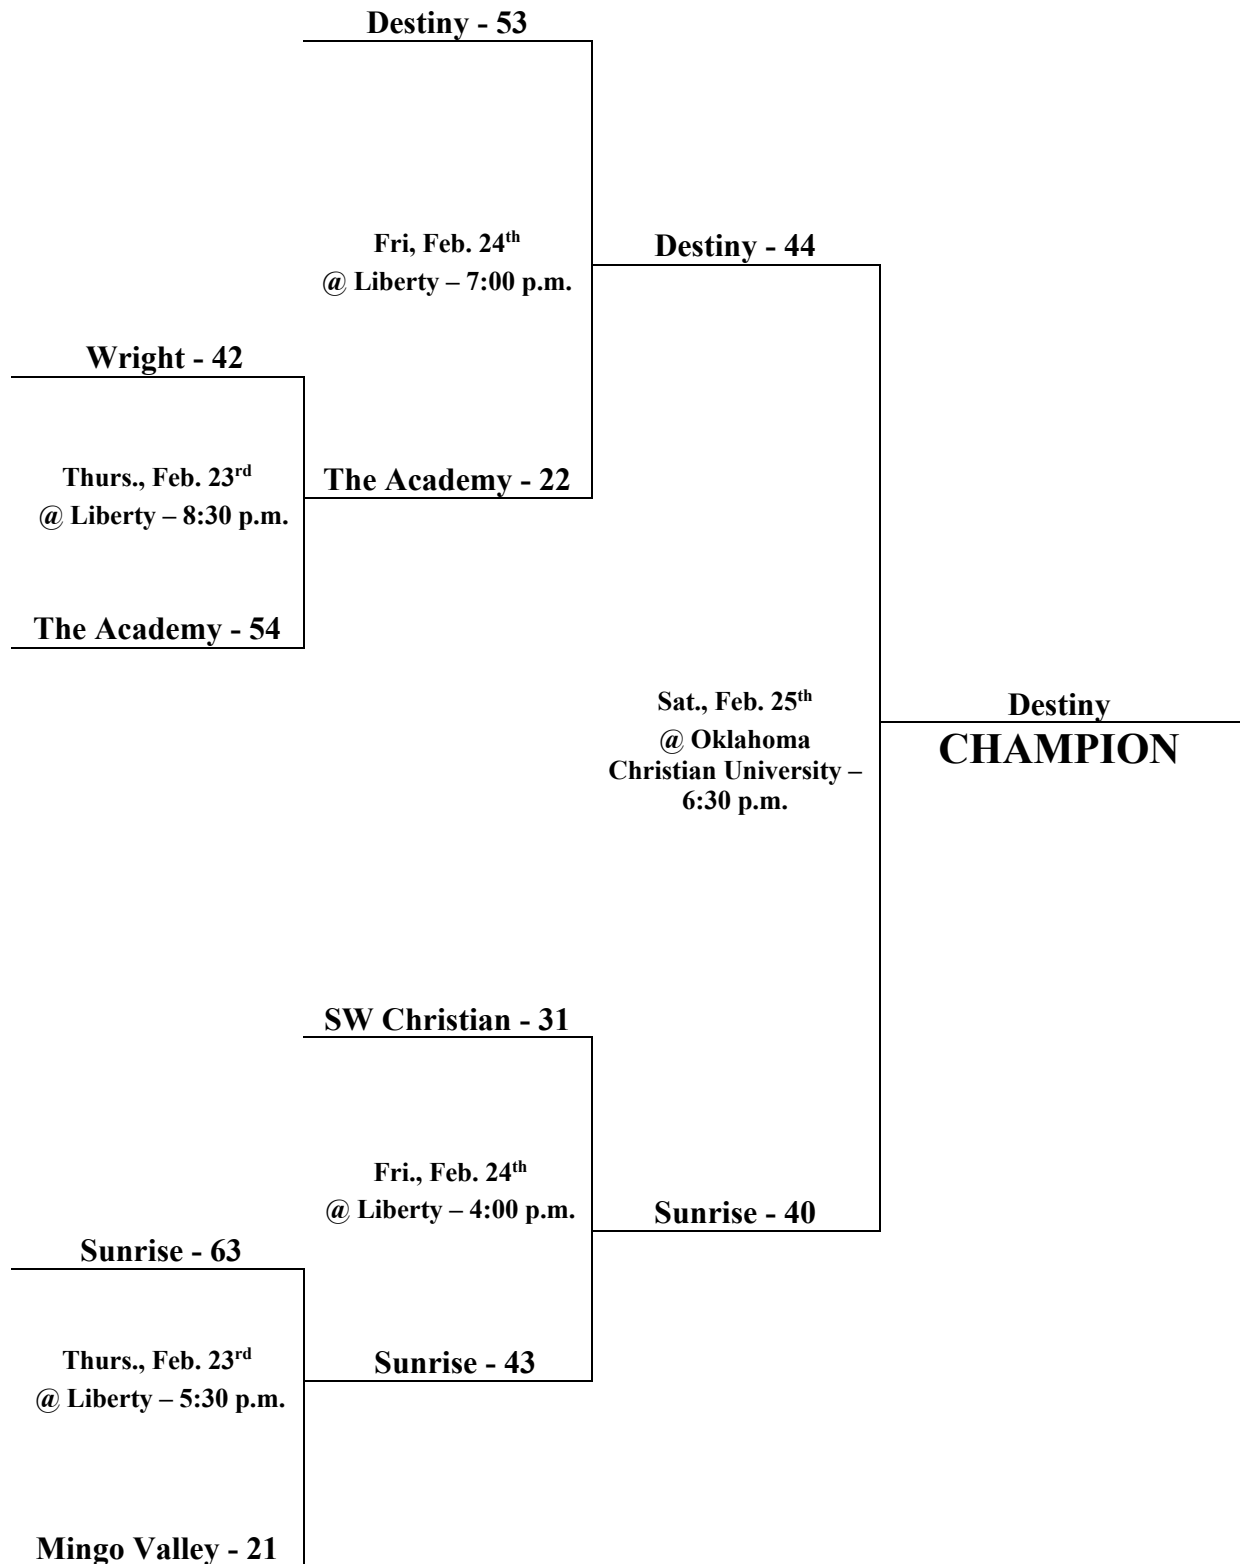 Destiny - 53
Fri, Feb. 24th
@ Liberty – 7:00 p.m.
Destiny - 44
Wright - 42
Thurs., Feb. 23rd
@ Liberty – 8:30 p.m.
The Academy - 22
The Academy - 54
Sat., Feb. 25th
@ Oklahoma
Christian University –
6:30 p.m.
Destiny
CHAMPION
SW Christian - 31
Fri., Feb. 24th
@ Liberty – 4:00 p.m.
Sunrise - 40
Sunrise - 63
Thurs., Feb. 23rd
@ Liberty – 5:30 p.m.
Sunrise - 43
Mingo Valley - 21